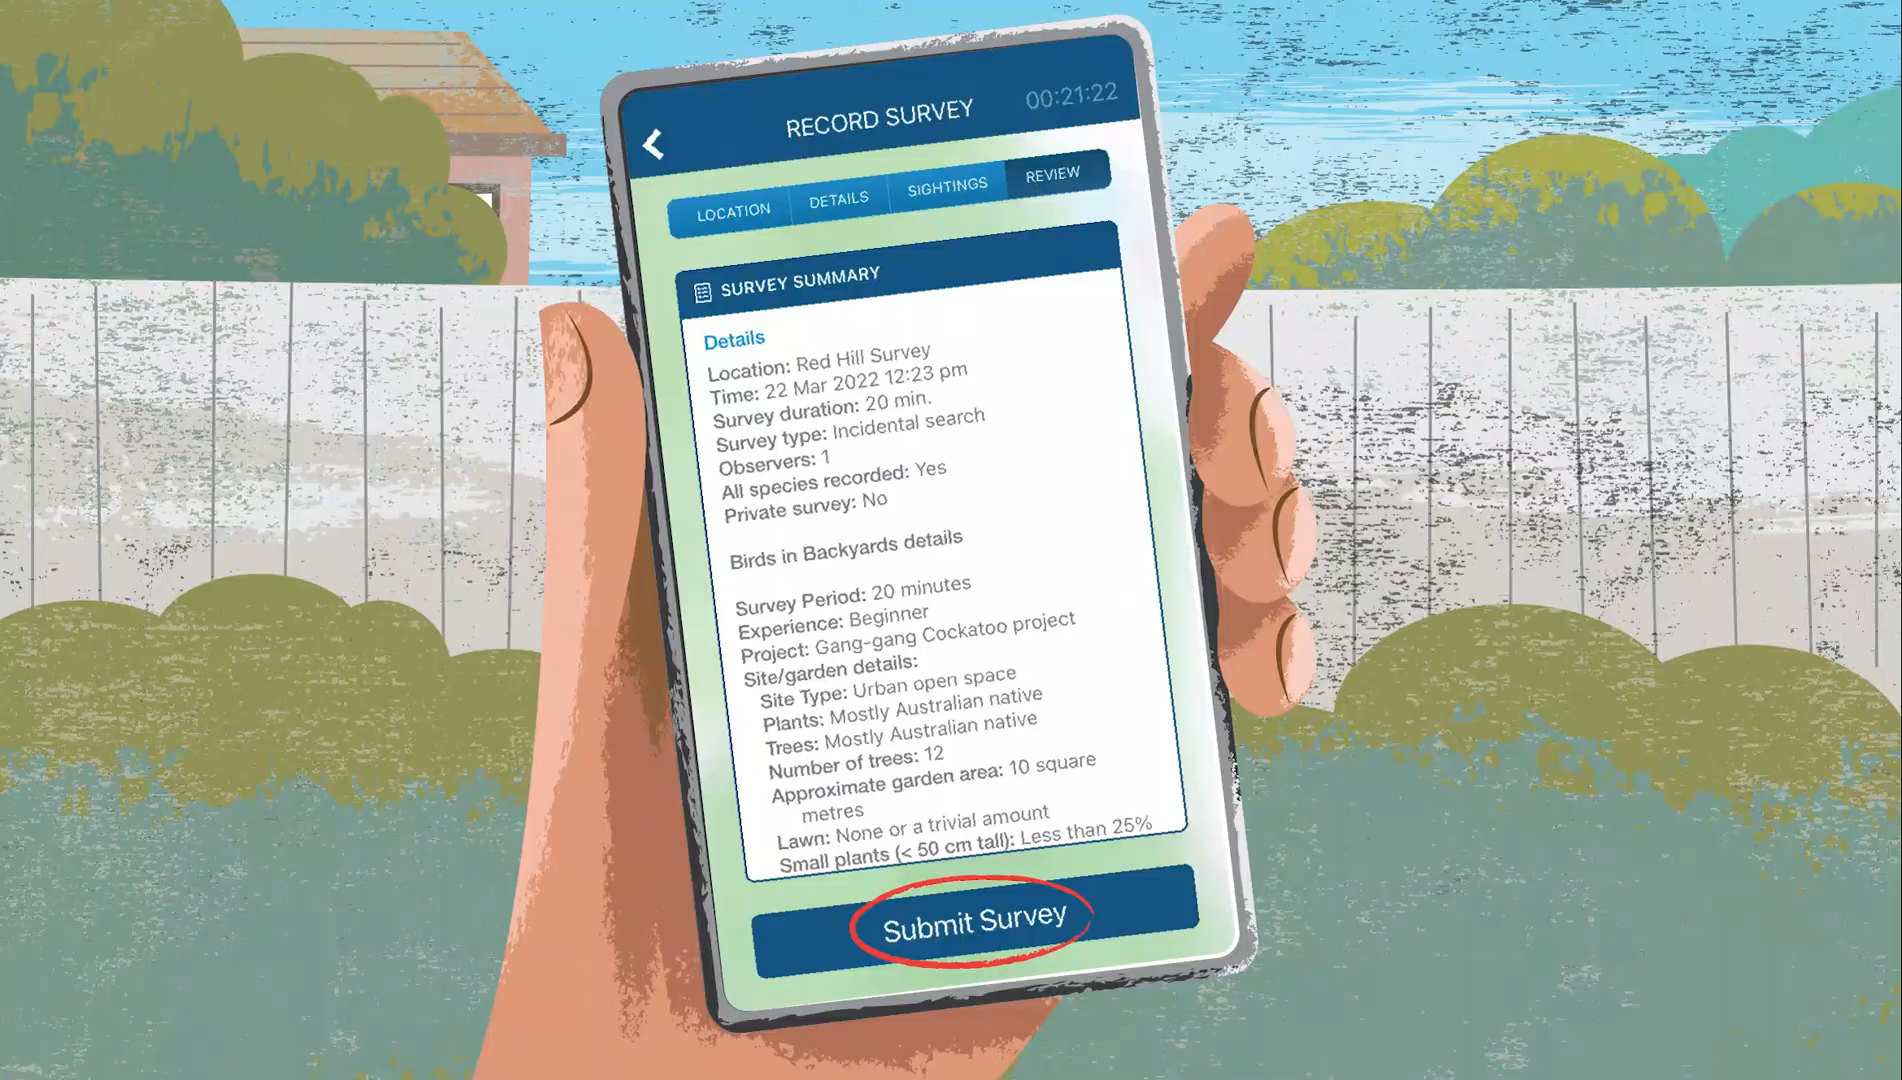 RECORD SURVEY
00:21:22
LOCATION
DETAILS
SIGHTINGS
REVIEW
SURVEY SUMMARY
Details
Location: Red Hill Survey
Time: 22 Mar 2022 12:23 pm
Survey duration: 20 min.
Survey type: Incidental search
Observers: 1
All species recorded: Yes
Private survey: No
Birds in Backyards details
Survey Period: 20 minutes
Experience: Beginner
Project: Gang-gang Cockatoo project
Site/garden details:
Site Type: Urban open space
Plants: Mostly Australian native
Trees: Mostly Australian native
Number of trees: 12
Approximate garden area: 10 square
metres
Lawn: None or a trivial amount
Small plants (< 50 cm tall): Less than 25%
Submit Survey